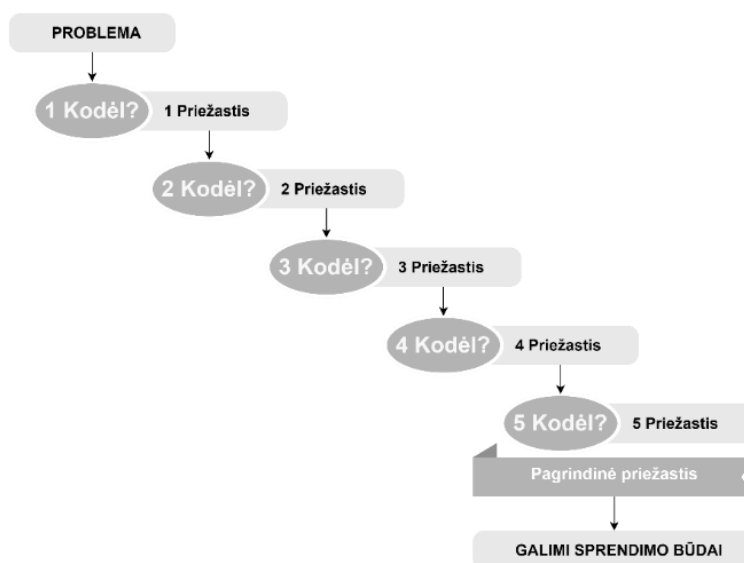 PROBLEMA
1 Kodėl? 1 Priežastis
2 Kodėl? 2 Priežastis
3 Kodėl? 3 Priežastis
4 Kodėl? 4 Priežastis
5 Kodėl? 5 Priežastis
Pagrindinė priežastis
GALIMI SPRENDIMO BŪDAI